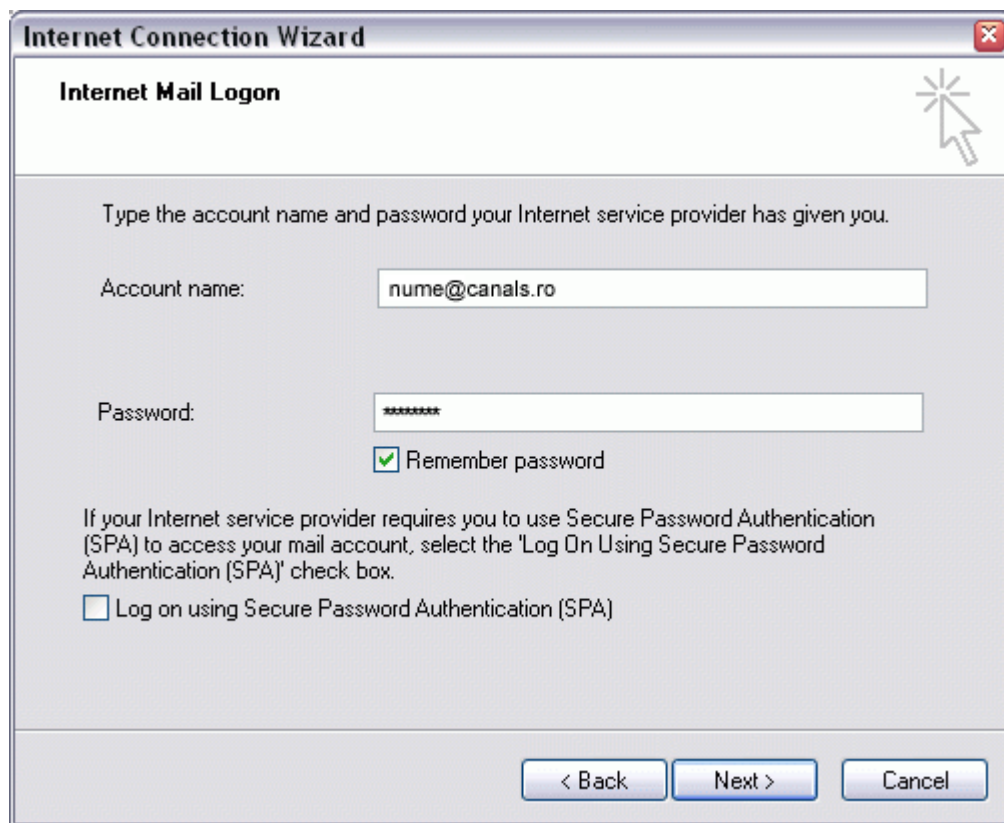 Internet Connection Wizard
Internet Mail Logon
Type the account name and password your Internet service provider has given you.
Account name:
nume@canals.ro
Password:
********
Remember password
If your Internet service provider requires you to use Secure Password Authentication
(SPA) to access your mail account, select the 'Log On Using Secure Password
Authentication (SPA)' check box.
Log on using Secure Password Authentication (SPA)
< Back
Next >
Cancel